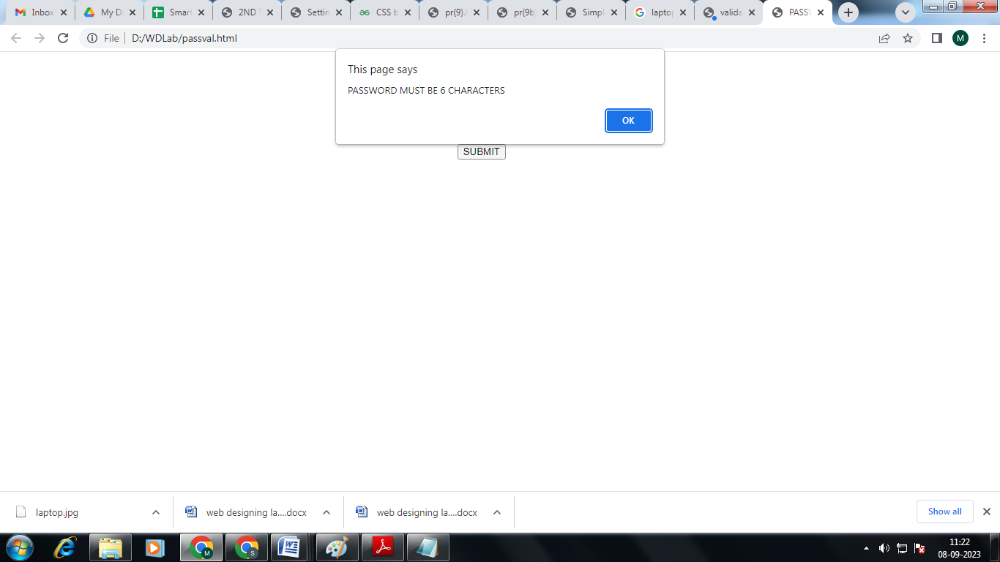 Inbox My D Smart 2ND Settin CSS b pr(9). pr(9b) Simpl laptop valida PASSV
File D:/WDLab/passval.html M
This page says
PASSWORD MUST BE 6 CHARACTERS
OK
SUBMIT
laptop.jpg web designing la....docx web designing la....docx Show all
M S
11:22
08-09-2023